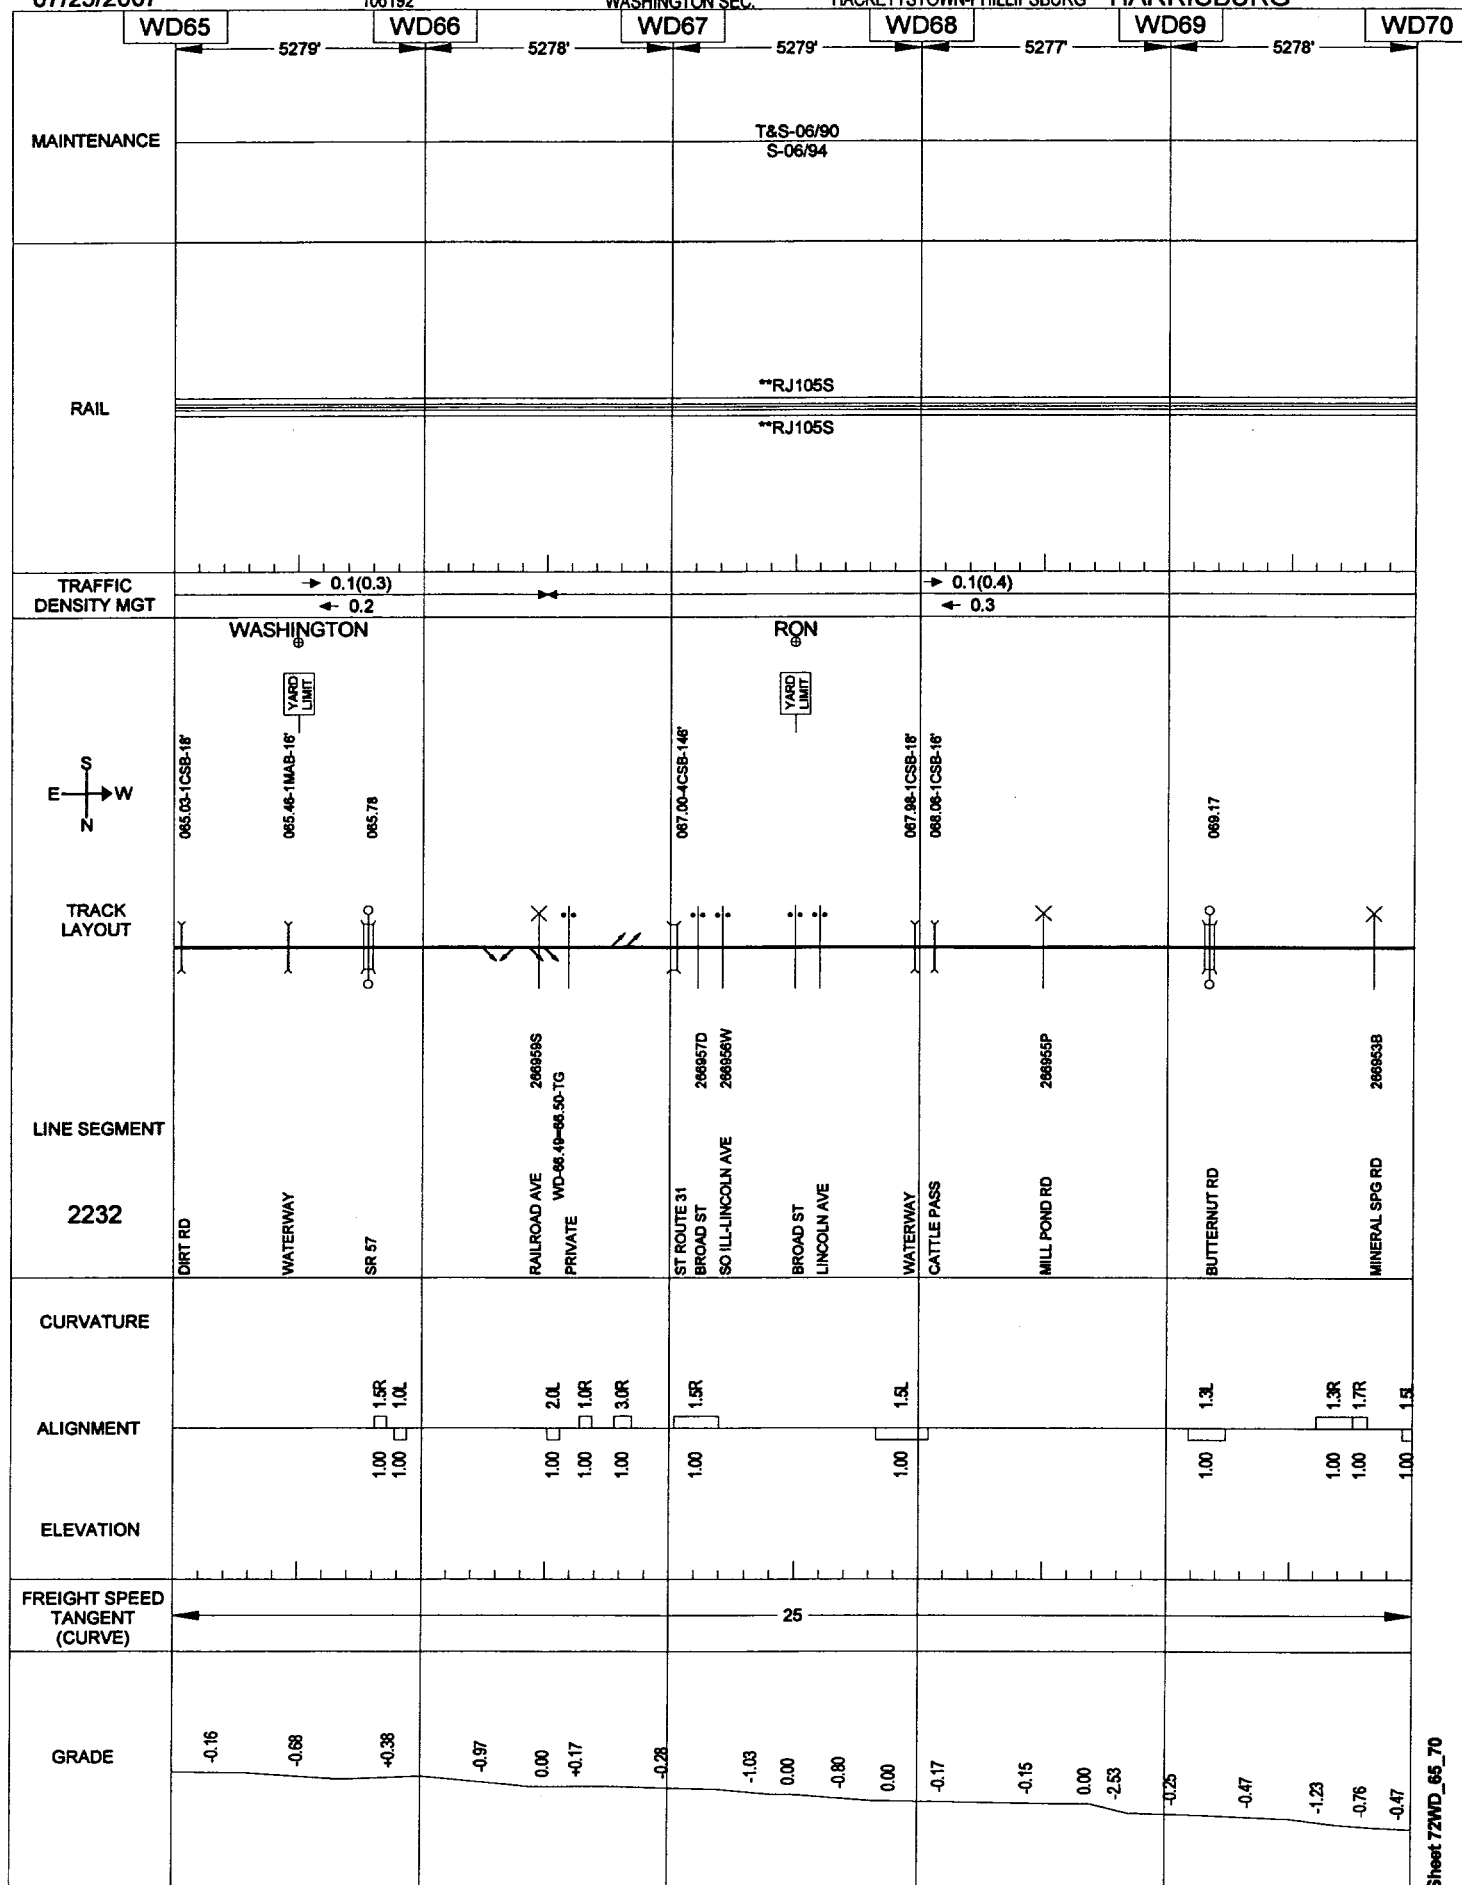 WASHINGTON SEC. HACKETTSTOWN-PHILLIPSBURG HARRISBURG
WD65 WD66 WD67 WD68 WD69 WD70
5279' 5278' 5279' 5277' 5278'
MAINTENANCE
T&S-06/90
S-06/94
RAIL
**RJ105S
**RJ105S
TRAFFIC
DENSITY MGT
→ 0.1(0.3) → 0.1(0.4)
← 0.2 ← 0.3
WASHINGTON RON
YARD
LIMIT
YARD
LIMIT
065.03-1CSB-18'
065.46-1MAB-16'
065.78
067.00-4CSB-146'
067.98-1CSB-18'
068.06-1CSB-16'
069.17
S
E W
N
TRACK
LAYOUT
266959S
WD-66.49=66.50-TG
266957D
266956W
266955P
266953B
LINE SEGMENT
2232
DIRT RD
WATERWAY
SR 57
RAILROAD AVE
PRIVATE
ST ROUTE 31
BROAD ST
SO ILL-LINCOLN AVE
BROAD ST
LINCOLN AVE
WATERWAY
CATTLE PASS
MILL POND RD
BUTTERNUT RD
MINERAL SPG RD
CURVATURE
1.5R 1.0L 2.0L 1.0R 3.0R 1.5R 1.5L 1.3L 1.3R 1.7R 1.5L
ALIGNMENT
1.00 1.00 1.00 1.00 1.00 1.00 1.00 1.00 1.00 1.00 1.00
ELEVATION
FREIGHT SPEED
TANGENT
(CURVE)
25
GRADE
-0.16 -0.68 +0.38 -0.97 0.00 +0.17 -0.28 -1.03 0.00 -0.80 0.00 -0.17 -0.15 0.00 -2.53 -0.25 -0.47 -1.23 -0.76 -0.47
Sheet 72WD_65_70